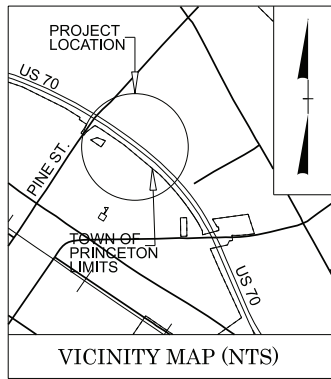 PROJECT
LOCATION
US 70
PINE ST.
TOWN OF
PRINCETON
LIMITS
US 70
VICINITY MAP (NTS)